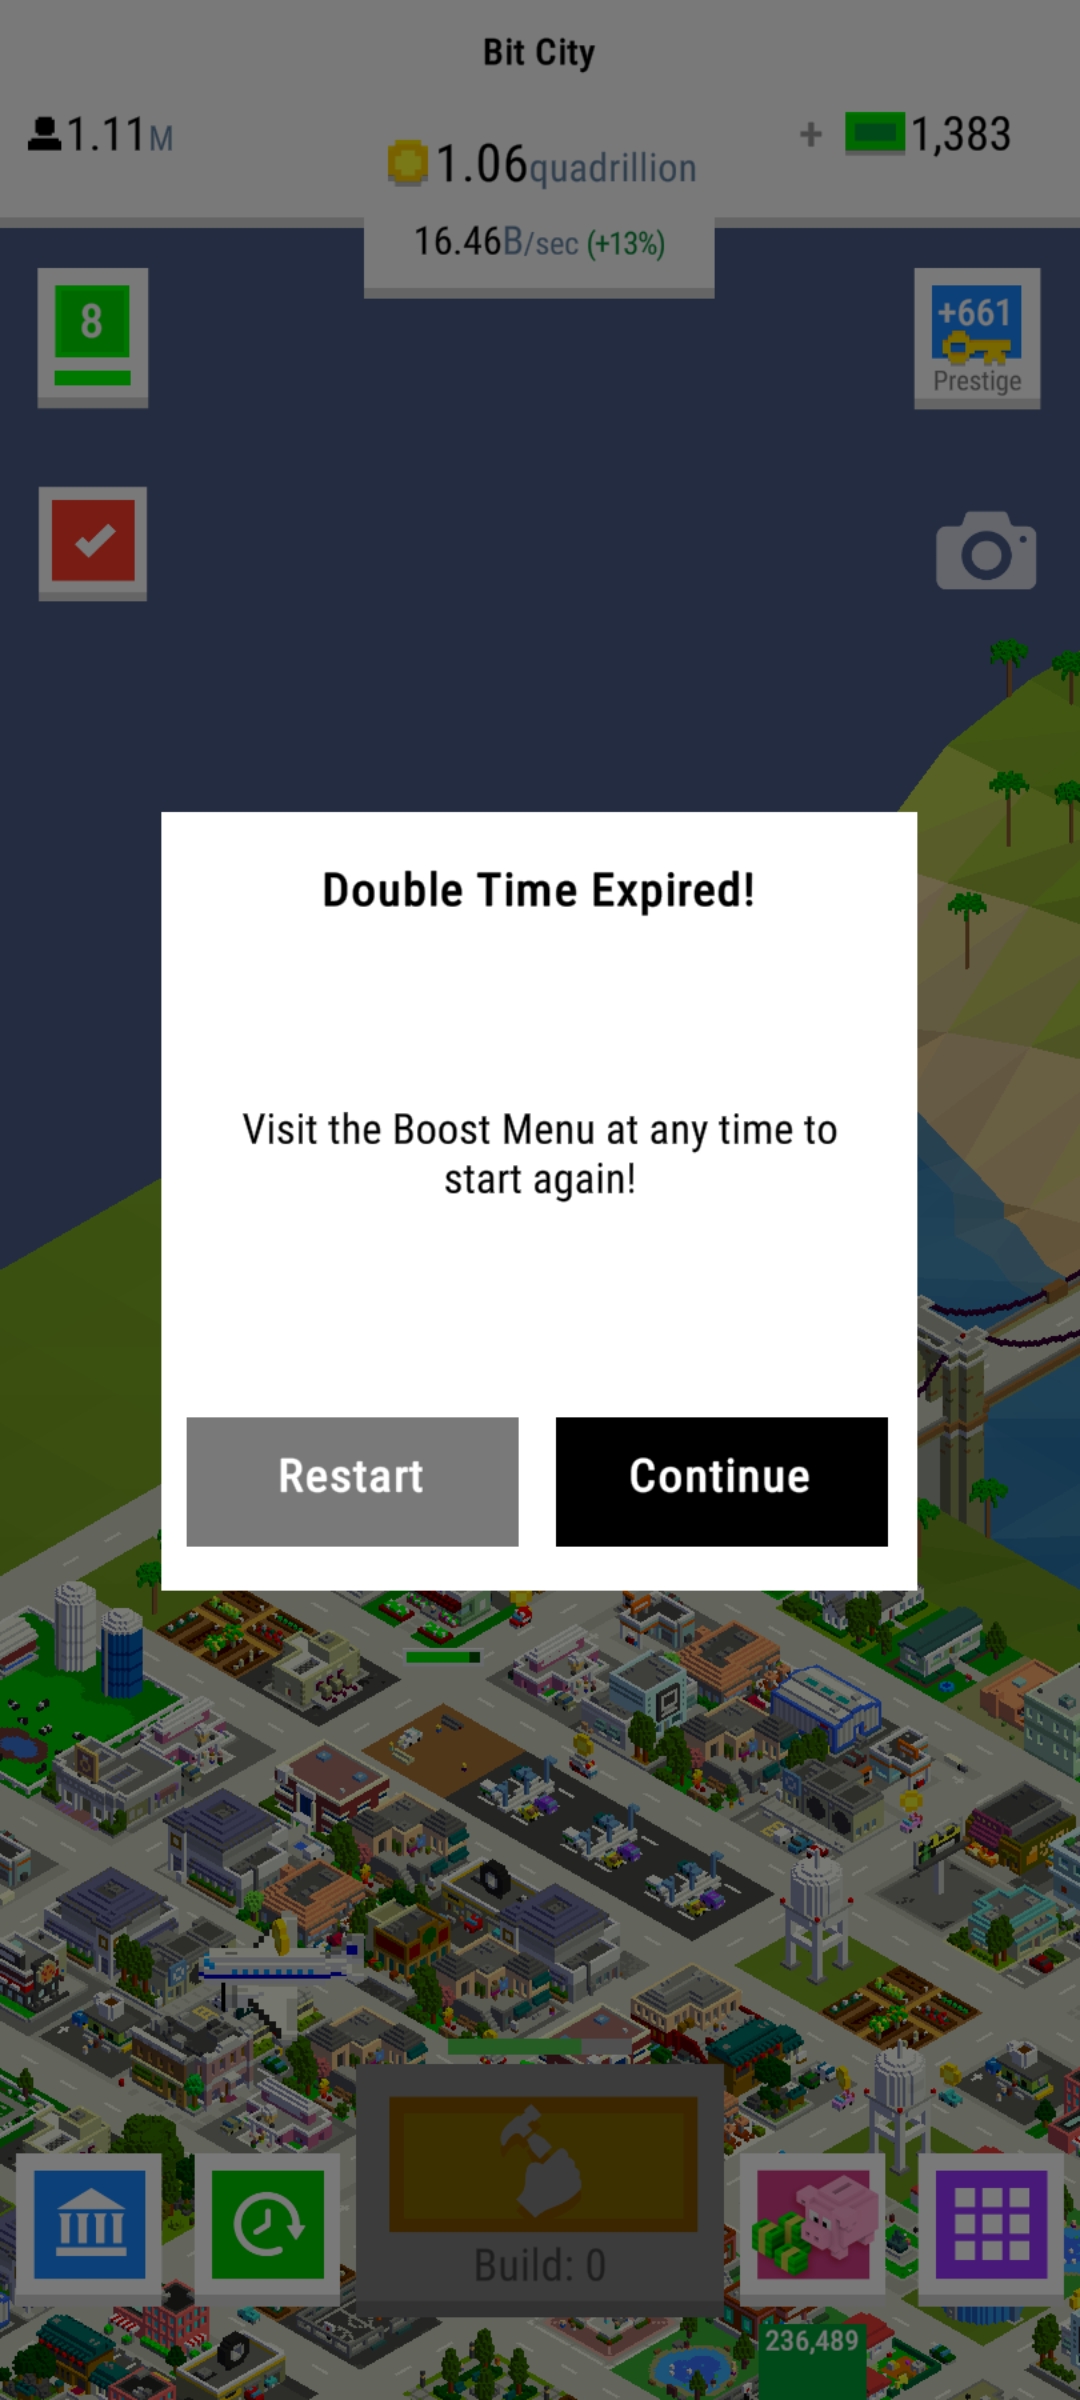 Bit City
1.11M
1.06quadrillion
+ 1,383
16.46B/sec (+13%)
8
+661
Prestige
Double Time Expired!
Visit the Boost Menu at any time to
start again!
Restart
Continue
Build: 0
236,489